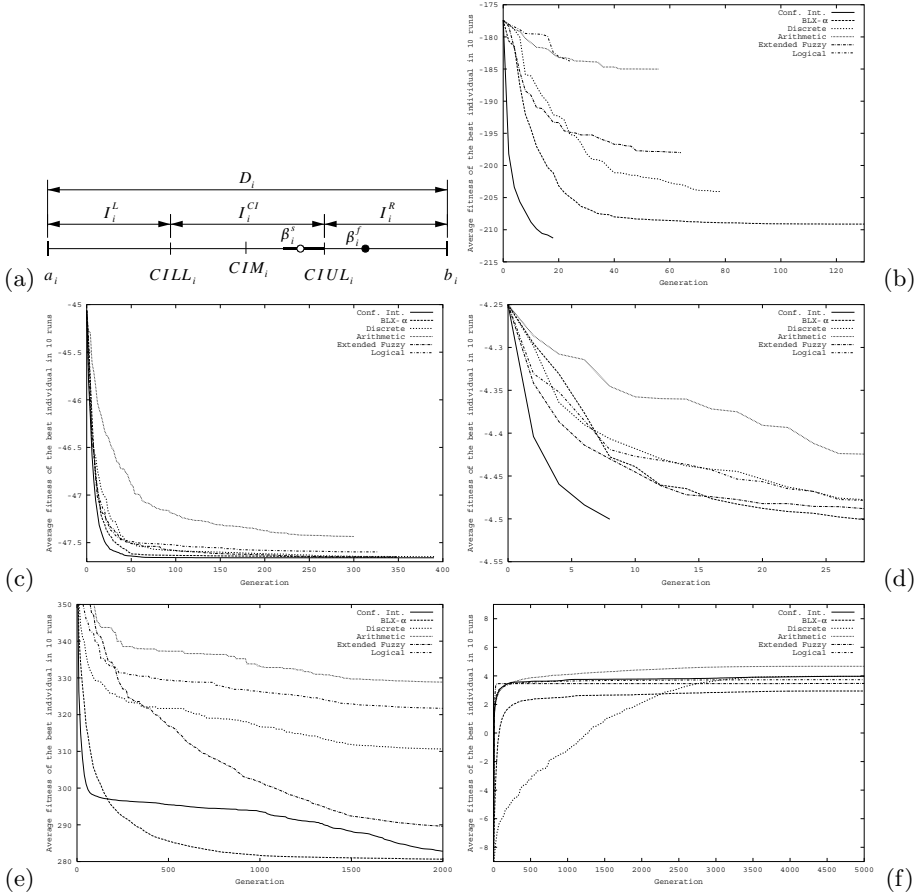 D_i
I_i^L I_i^CI I_i^R
β_i^s β_i^f
(a) a_i CILL_i CIM_i CIUL_i b_i
Average fitness of the best individual in 10 runs
-175
-185
-195
-205
-215
0 20 40 60 80 100 120
Generation
Conf. Int.
BLX-α
Discrete
Arithmetic
Extended Fuzzy
Logical
(b)
(c)
Average fitness of the best individual in 10 runs
-45
-45.5
-46
-46.5
-47
-47.5
0 50 100 150 200 250 300 350 400
Generation
Conf. Int.
BLX-α
Discrete
Arithmetic
Extended Fuzzy
Logical
Average fitness of the best individual in 10 runs
-4.25
-4.3
-4.35
-4.4
-4.45
-4.5
-4.55
0 5 10 15 20 25
Generation
Conf. Int.
BLX-α
Discrete
Arithmetic
Extended Fuzzy
Logical
(d)
(e)
Average fitness of the best individual in 10 runs
350
340
330
320
310
300
290
280
0 500 1000 1500 2000
Generation
Conf. Int.
BLX-α
Discrete
Arithmetic
Extended Fuzzy
Logical
Average fitness of the best individual in 10 runs
8
6
4
2
0
-2
-4
-6
-8
0 500 1000 1500 2000 2500 3000 3500 4000 4500 5000
Generation
Conf. Int.
BLX-α
Discrete
Arithmetic
Extended Fuzzy
Logical
(f)